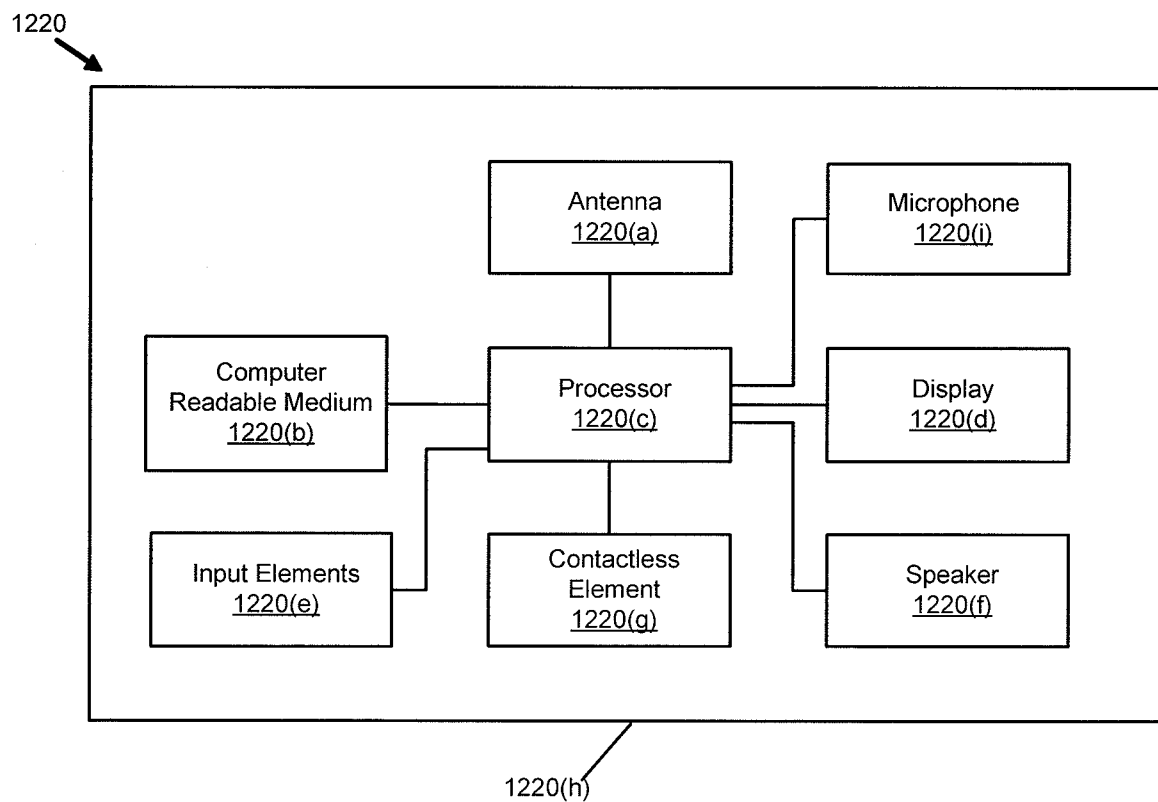 1220
Antenna
1220(a)
Microphone
1220(i)
Computer
Readable Medium
1220(b)
Processor
1220(c)
Display
1220(d)
Input Elements
1220(e)
Contactless
Element
1220(g)
Speaker
1220(f)
1220(h)